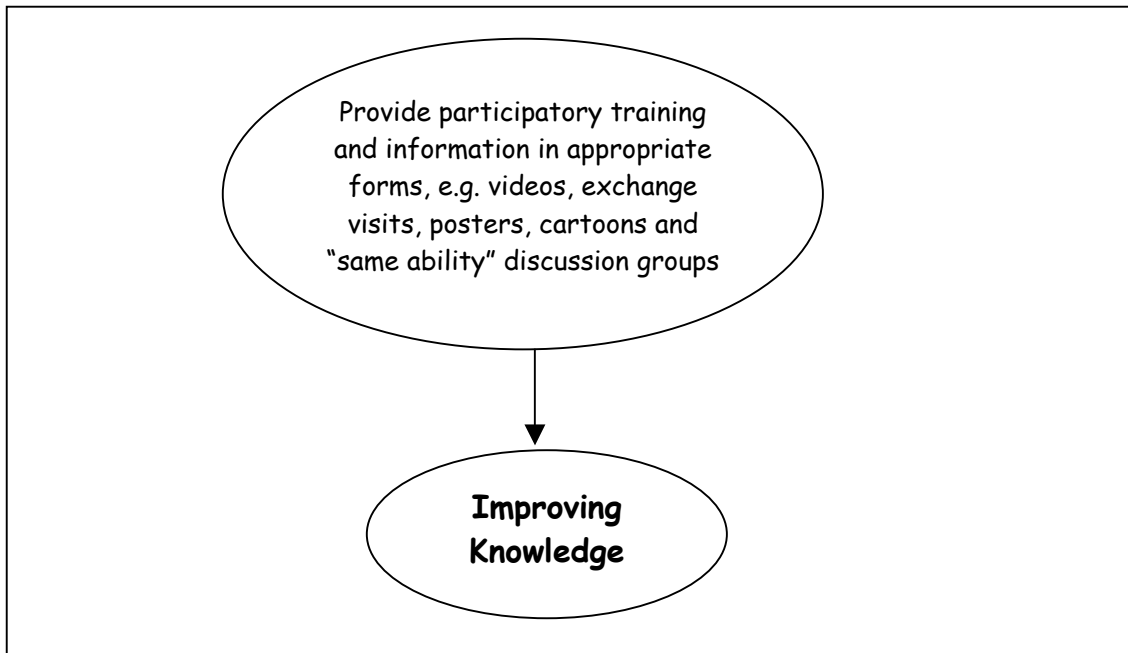 Provide participatory training
and information in appropriate
forms, e.g. videos, exchange
visits, posters, cartoons and
“same ability” discussion groups
Improving
Knowledge